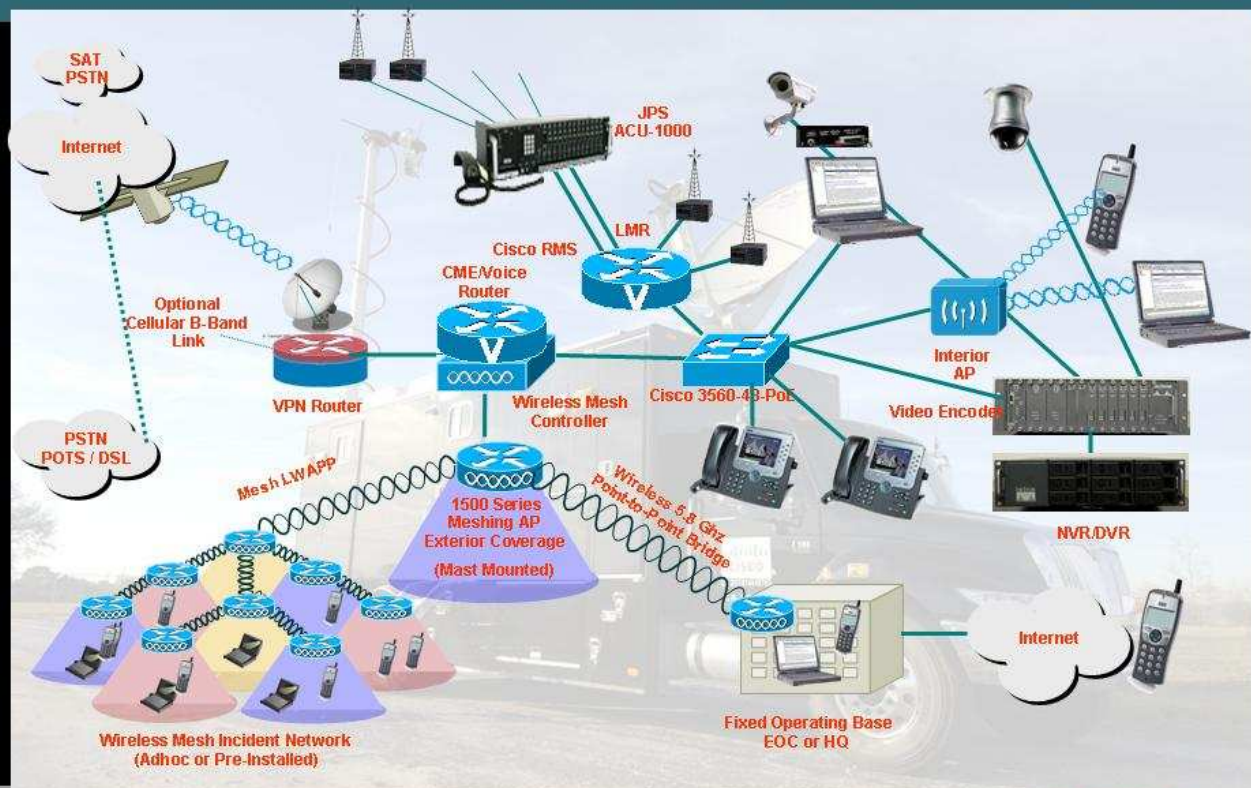 SAT
PSTN
Internet
JPS
ACU-1000
LMR
Cisco RMS
CME/Voice
Router
Optional
Cellular B-Band
Link
VPN Router
Wireless Mesh
Controller
Cisco 3560-48-PoE
Interior
AP
Video Encoder
NVR/DVR
PSTN
POTS / DSL
Mesh LWAPP
1500 Series
Meshing AP
Exterior Coverage
(Mast Mounted)
Wireless 5.8 Ghz
Point-to-Point Bridge
Internet
Fixed Operating Base
EOC or HQ
Wireless Mesh Incident Network
(Adhoc or Pre-Installed)